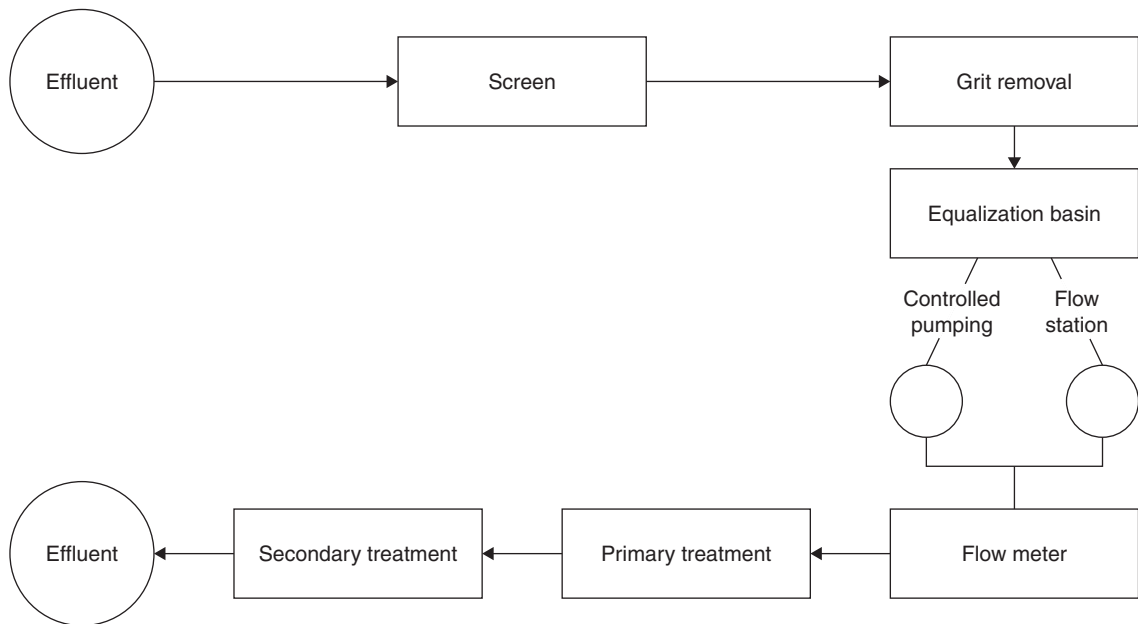 Effluent
Screen
Grit removal
Equalization basin
Controlled
pumping
Flow
station
Effluent
Secondary treatment
Primary treatment
Flow meter